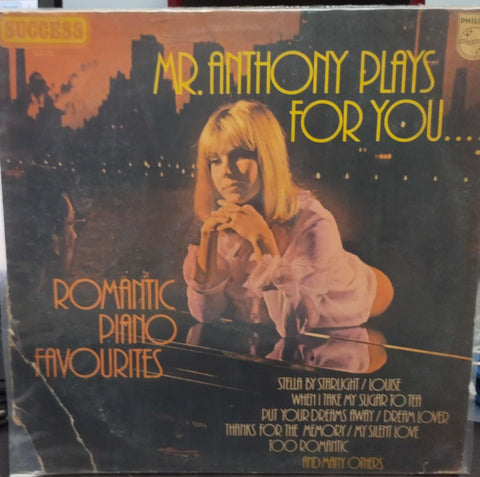 SUCCESS
PHILIPS
MR. ANTHONY PLAYS
FOR YOU....
ROMANTIC
PIANO
FAVOURITES
STELLA BY STARLIGHT / LOUISE
WHEN I TAKE MY SUGAR TO TEA
PUT YOUR DREAMS AWAY / DREAM LOVER
THANKS FOR THE MEMORY / MY SILENT LOVE
TOO ROMANTIC
AND MANY OTHERS